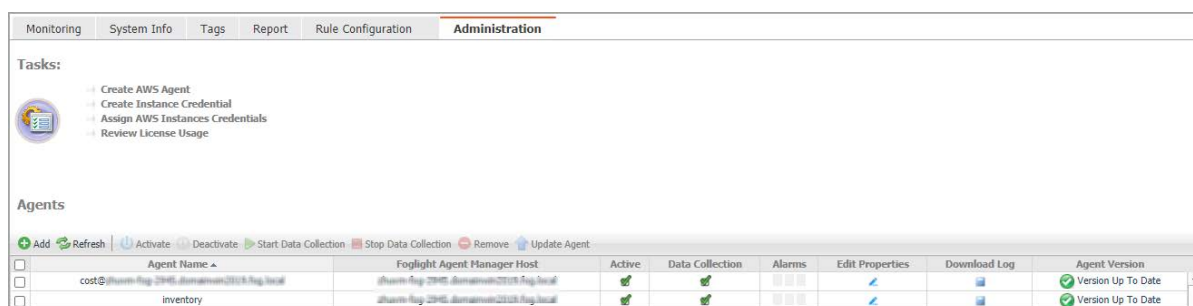 Monitoring System Info Tags Report Rule Configuration Administration
Tasks:
Create AWS Agent
Create Instance Credential
Assign AWS Instances Credentials
Review License Usage
Agents
Add Refresh Activate Deactivate Start Data Collection Stop Data Collection Remove Update Agent
Agent Name Foglight Agent Manager Host Active Data Collection Alarms Edit Properties Download Log Agent Version
cost@ Version Up To Date
inventory Version Up To Date